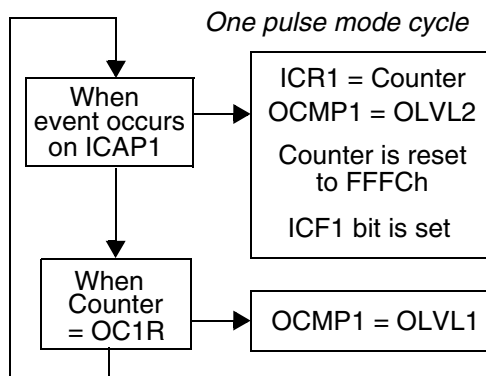 One pulse mode cycle
When
event occurs
on ICAP1
ICR1 = Counter
OCMP1 = OLVL2
Counter is reset
to FFFCh
ICF1 bit is set
When
Counter
= OC1R
OCMP1 = OLVL1